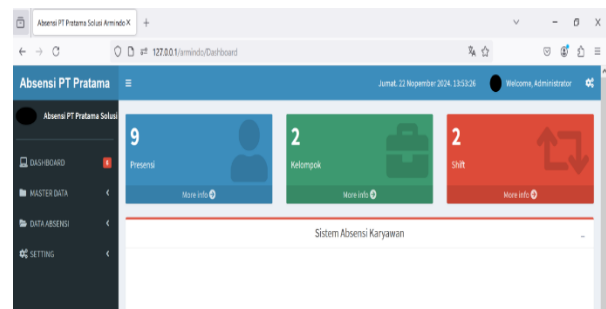 Absensi PT Pratama Solusi Armindo X +
127.0.0.1/armindo/Dashboard
Absensi PT Pratama
Jumat, 22 Nopember 2024, 13:53:26
Welcome, Administrator
Absensi PT Pratama Solusi
9
Presensi
More info
2
Kelompok
More info
2
Shift
More info
DASHBOARD
MASTER DATA
DATA ABSENSI
SETTING
Sistem Absensi Karyawan